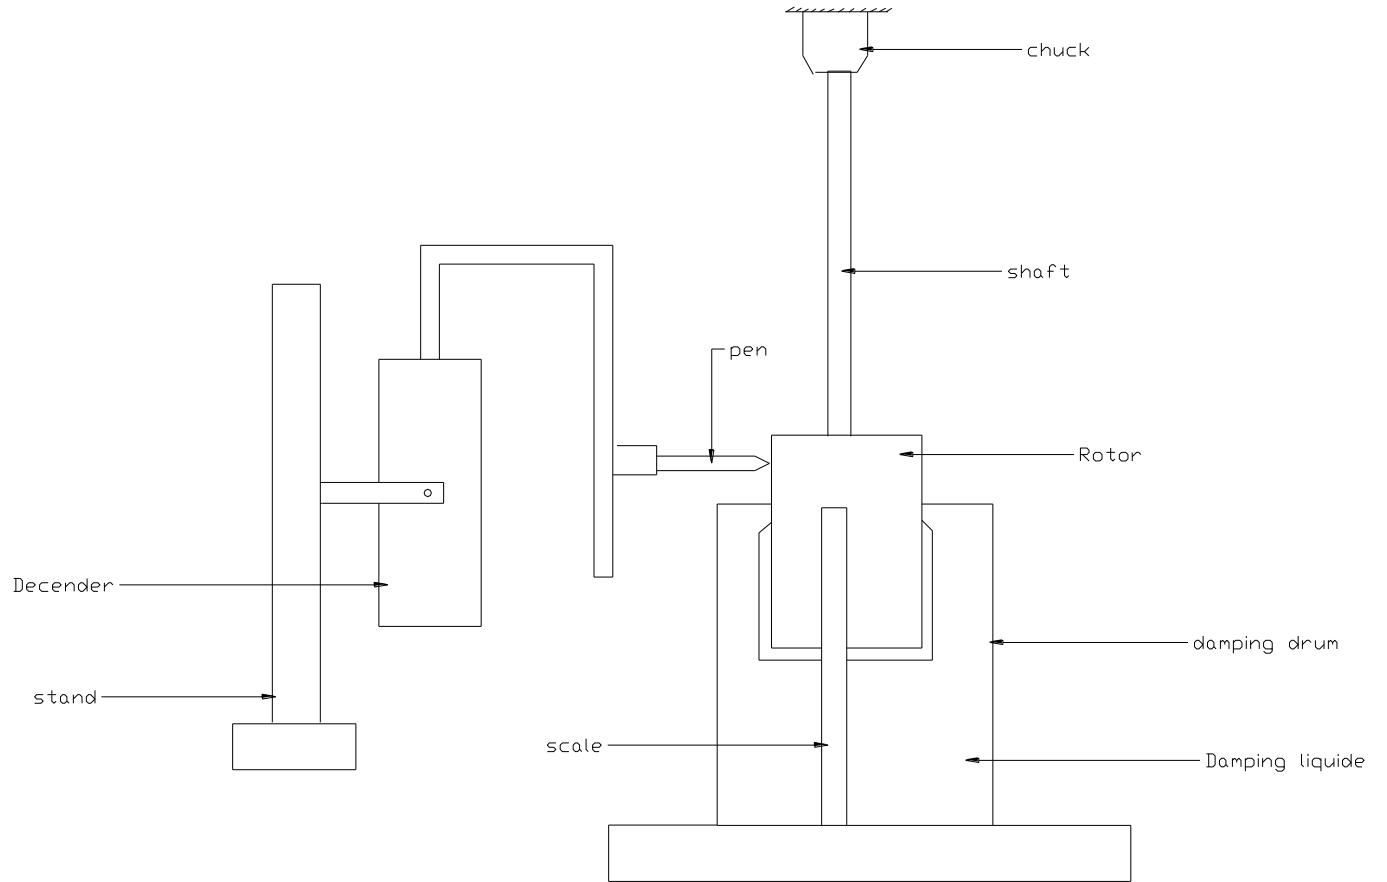 chuck
shaft
pen
Rotor
Decender
damping drum
stand
scale
Damping liquide